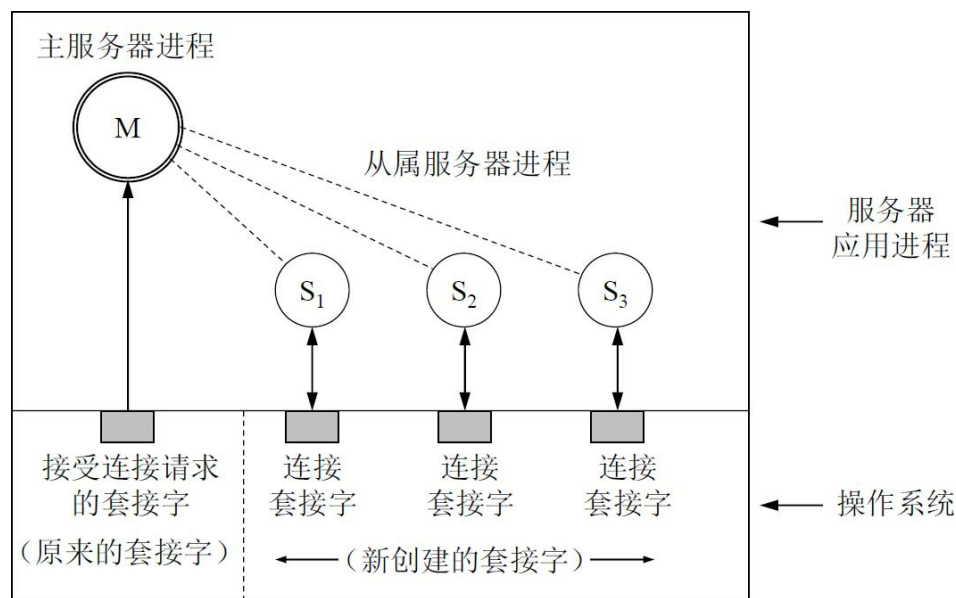 主服务器进程
M
从属服务器进程
服务器
应用进程
S₁
S₂
S₃
接受连接请求
的套接字
(原来的套接字)
连接
套接字
连接
套接字
连接
套接字
(新创建的套接字)
操作系统